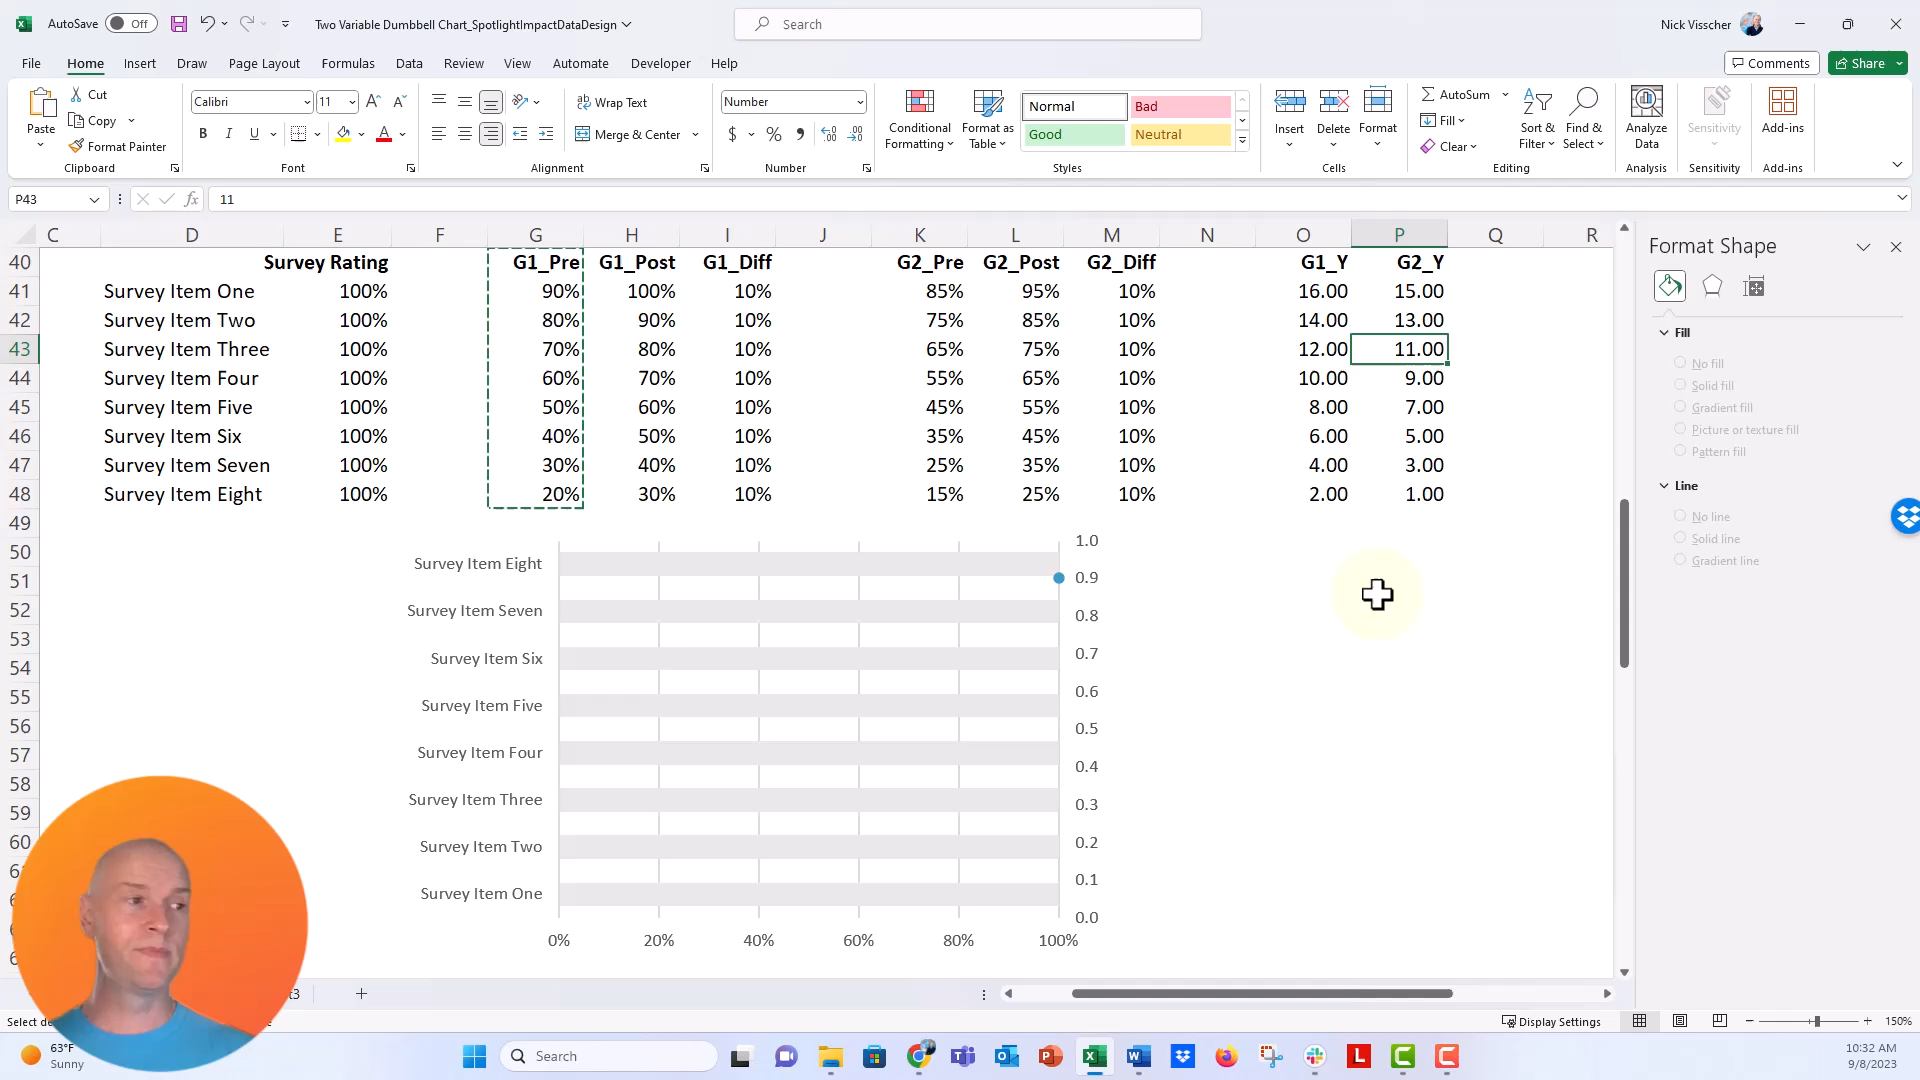 AutoSave Off Two Variable Dumbbell Chart_SpotlightImpactDataDesign Search Nick Visscher
File Home Insert Draw Page Layout Formulas Data Review View Automate Developer Help Comments Share
Paste Cut Copy Format Painter Clipboard
Calibri 11 B I U A A Font
Wrap Text Merge & Center Alignment
Number $ % Number
Conditional Formatting Format as Table Normal Bad Good Neutral Styles
Insert Delete Format Cells
AutoSum Fill Clear Sort & Filter Find & Select Editing
Analyze Data Analysis Sensitivity Sensitivity Add-ins Add-ins
P43 fx 11
C D E F G H I J K L M N O P Q R
40 Survey Rating G1_Pre G1_Post G1_Diff G2_Pre G2_Post G2_Diff G1_Y G2_Y
41 Survey Item One 100% 90% 100% 10% 85% 95% 10% 16.00 15.00
42 Survey Item Two 100% 80% 90% 10% 75% 85% 10% 14.00 13.00
43 Survey Item Three 100% 70% 80% 10% 65% 75% 10% 12.00 11.00
44 Survey Item Four 100% 60% 70% 10% 55% 65% 10% 10.00 9.00
45 Survey Item Five 100% 50% 60% 10% 45% 55% 10% 8.00 7.00
46 Survey Item Six 100% 40% 50% 10% 35% 45% 10% 6.00 5.00
47 Survey Item Seven 100% 30% 40% 10% 25% 35% 10% 4.00 3.00
48 Survey Item Eight 100% 20% 30% 10% 15% 25% 10% 2.00 1.00
49
50
51
52
53
54
55
56
57
58
59
60
Survey Item Eight
Survey Item Seven
Survey Item Six
Survey Item Five
Survey Item Four
Survey Item Three
Survey Item Two
Survey Item One
1.0
0.9
0.8
0.7
0.6
0.5
0.4
0.3
0.2
0.1
0.0
0% 20% 40% 60% 80% 100%
Format Shape
Fill
No fill
Solid fill
Gradient fill
Picture or texture fill
Pattern fill
Line
No line
Solid line
Gradient line
Display Settings 150%
63°F
Sunny
Search
10:32 AM
9/8/2023